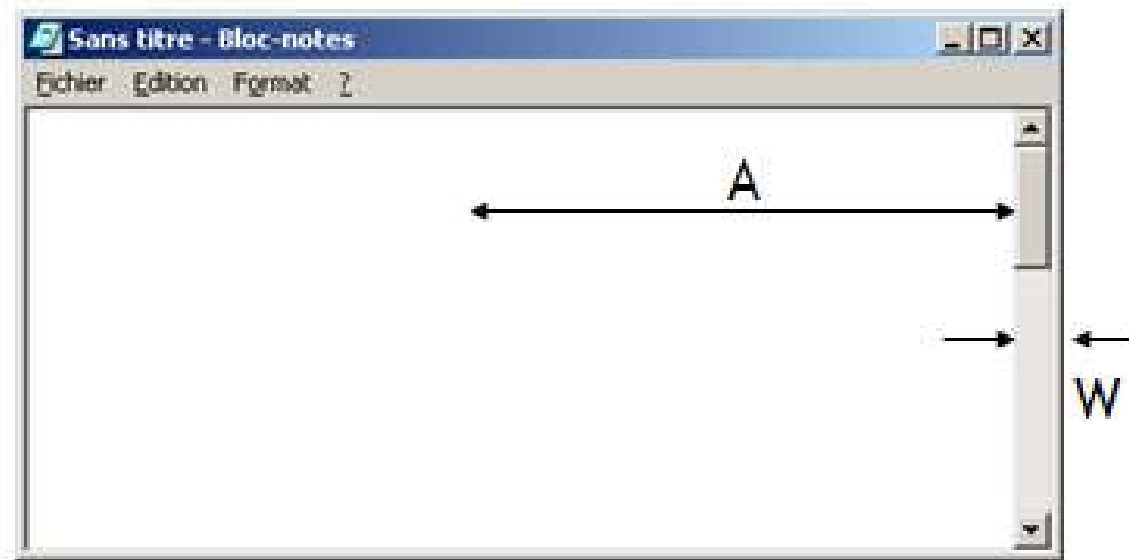 Sans titre - Bloc-notes
Fichier Edition Format ?
A
W